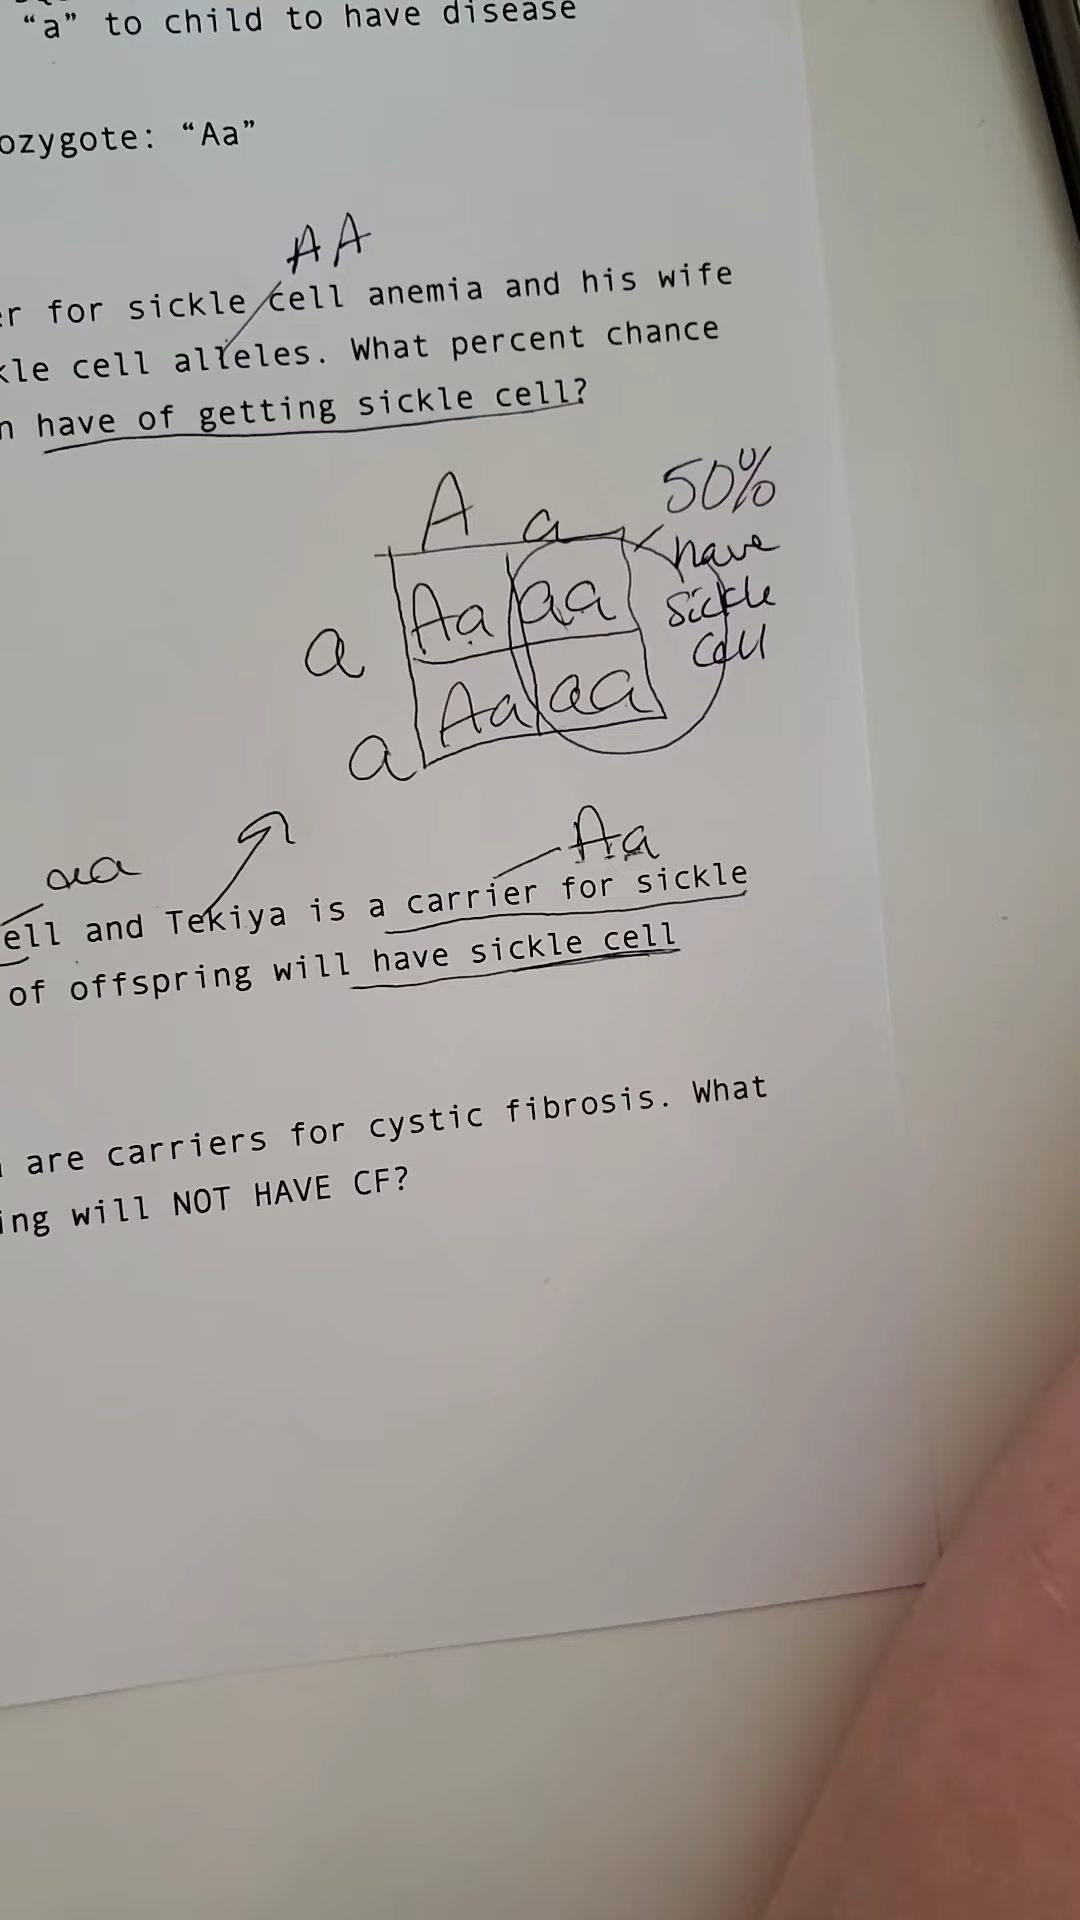 “a” to child to have disease
ozygote: “Aa”
AA
er for sickle cell anemia and his wife
kle cell alleles. What percent chance
n have of getting sickle cell?
A a
50%
have
sickle
cell
a Aa aa
a Aa aa
aa
Aa
ell and Tekiya is a carrier for sickle
of offspring will have sickle cell
are carriers for cystic fibrosis. What
ing will NOT HAVE CF?